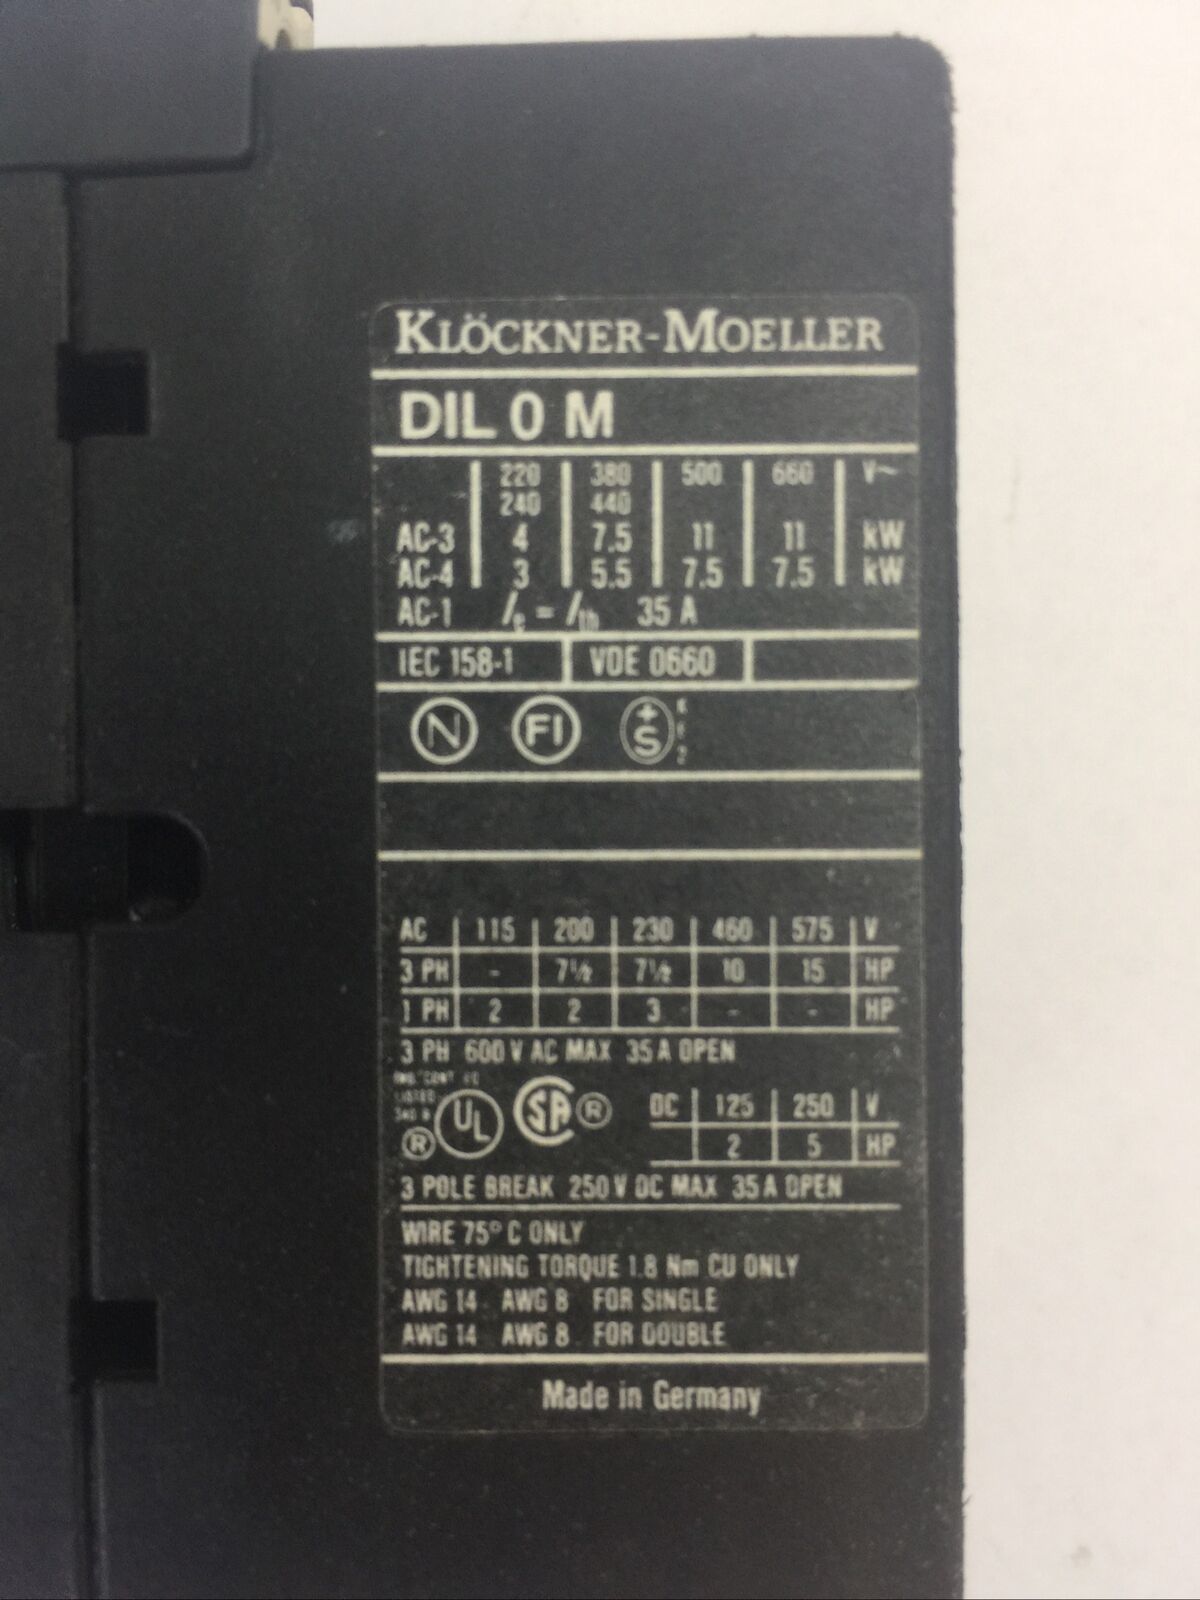 KLÖCKNER-MOELLER
DIL 0 M
220 380 500 660 V~
240 440
AC-3 4 7.5 11 11 kW
AC-4 3 5.5 7.5 7.5 kW
AC-1 Ie = Ith 35 A
IEC 158-1 VDE 0660
N FI +S
AC 115 200 230 460 575 V
3 PH - 7½ 7½ 10 15 HP
1 PH 2 2 3 - - HP
3 PH 600 V AC MAX 35 A OPEN
LISTED
UL ® CSA ® DC 125 250 V
2 5 HP
3 POLE BREAK 250 V DC MAX 35 A OPEN
WIRE 75° C ONLY
TIGHTENING TORQUE 1.8 Nm CU ONLY
AWG 14 AWG 8 FOR SINGLE
AWG 14 AWG 8 FOR DOUBLE
Made in Germany